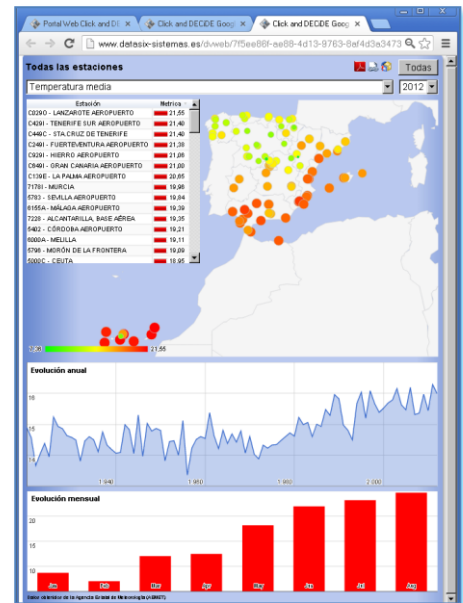 Portal Web Click and DE
Click and DECiDE Goog
Click and DECiDE Goog
www.datasix-sistemas.es/dvweb/7f5ee86f-ae88-4d13-9763-8af4d3a3473
Todas las estaciones
Todas
Temperatura media
2012
Estación Metrica
C029O - LANZAROTE AEROPUERTO 21,55
C429I - TENERIFE SUR AEROPUERTO 21,49
C449C - STA.CRUZ DE TENERIFE 21,40
C249I - FUERTEVENTURA AEROPUERTO 21,38
C929I - HIERRO AEROPUERTO 21,06
C649I - GRAN CANARIA AEROPUERTO 21,00
C139E - LA PALMA AEROPUERTO 20,65
7178I - MURCIA 19,95
5783 - SEVILLA AEROPUERTO 19,64
6155A - MÁLAGA AEROPUERTO 19,39
7228 - ALCANTARILLA, BASE AÉREA 19,35
5402 - CÓRDOBA AEROPUERTO 19,21
6000A - MELILLA 19,11
5796 - MORÓN DE LA FRONTERA 19,09
5000C - CEUTA 18,95
21,55
Evolución anual
16
15
14
1 940 1 960 1 980 2 000
Evolución mensual
20
15
10
Jan Feb Mar Apr May Jun Jul Aug
Datos obtenidos de la Agencia Estatal de Meteorología (AEMET)